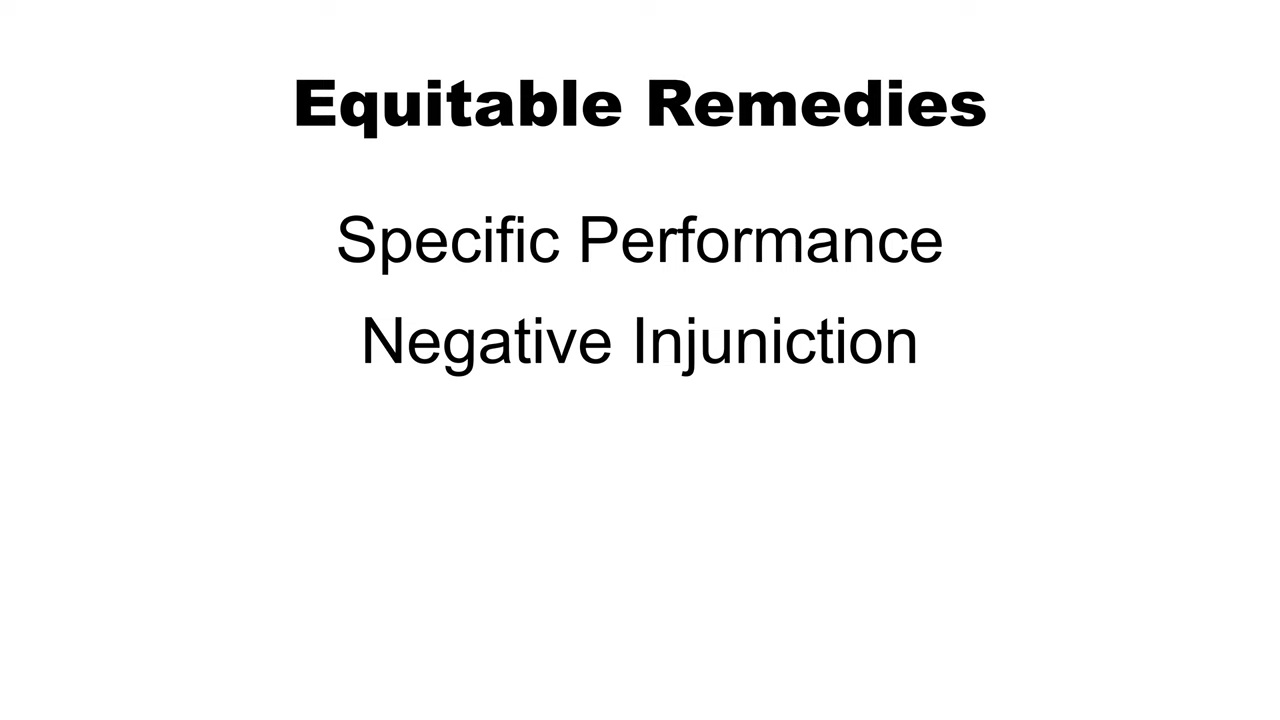 Equitable Remedies
Specific Performance
Negative Injuniction